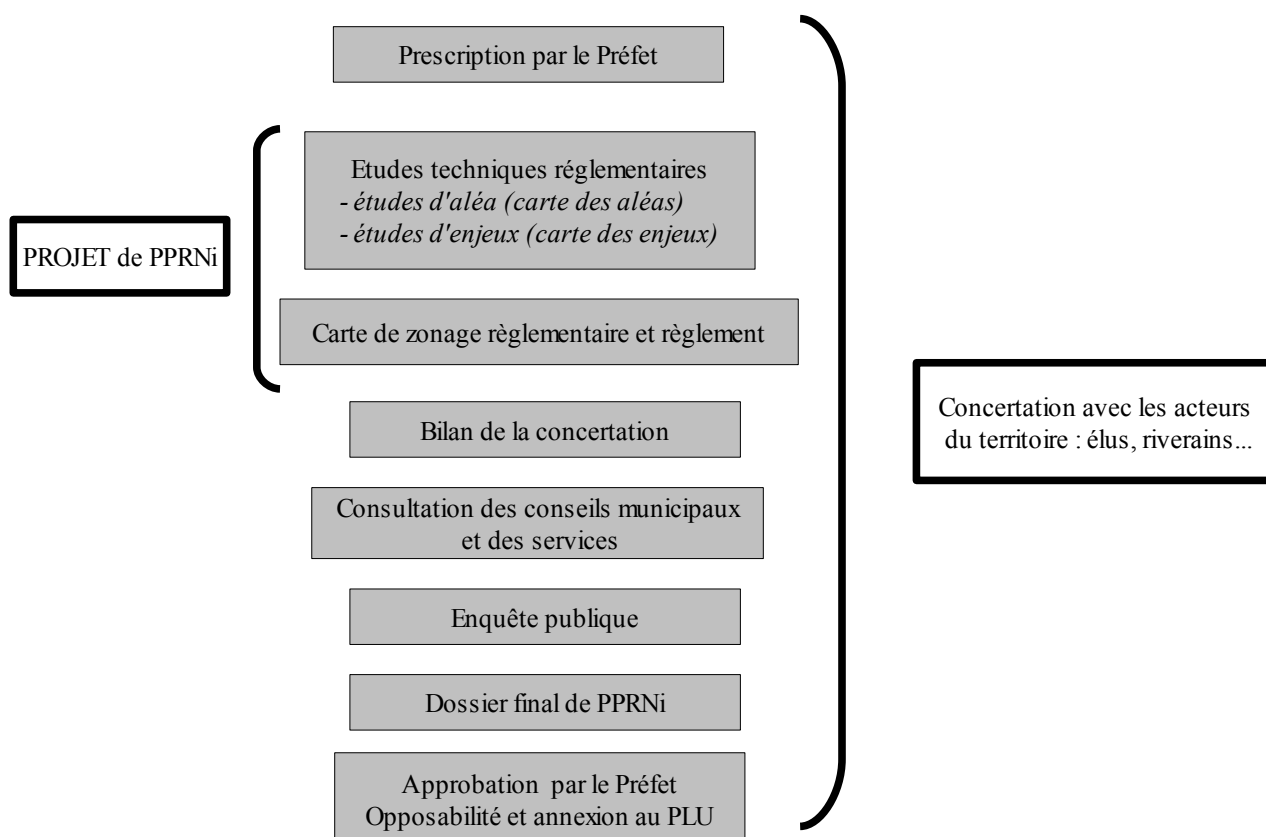 Prescription par le Préfet
Etudes techniques réglementaires
- études d'aléa (carte des aléas)
- études d'enjeux (carte des enjeux)
PROJET de PPRNi
Carte de zonage règlementaire et règlement
Bilan de la concertation
Concertation avec les acteurs
du territoire : élus, riverains...
Consultation des conseils municipaux
et des services
Enquête publique
Dossier final de PPRNi
Approbation par le Préfet
Opposabilité et annexion au PLU